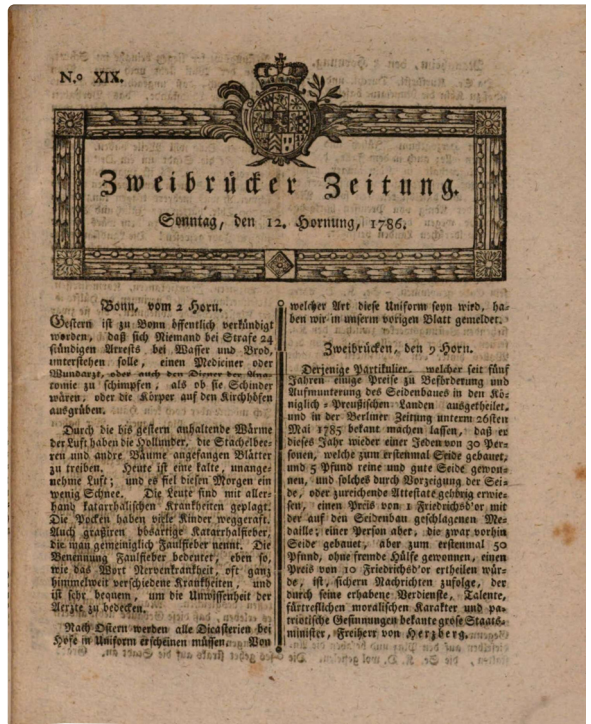 N.o XIX.
Zweibrücker Zeitung.
Sonntag, den 12. Hornung, 1786.
Bonn, vom 2 Horn.
Gestern ist zu Bonn öffentlich verkündigt
worden, daß sich Niemand bei Strafe 24
stündigen Arrests bei Wasser und Brod,
unterstehen solle, einen Mediciner oder
Wundarzt, oder auch den Diener der Ana-
tomie zu schimpfen, als ob sie Schinder
wären, oder die Körper auf den Kirchhöfen
ausgrüben.
Durch die bis gestern anhaltende Wärme
der Luft haben die Hollunder, die Stachelbee-
ren und andre Bäume angefangen Blätter
zu treiben. Heute ist eine kalte, unange-
nehme Luft; und es fiel diesen Morgen ein
wenig Schnee. Die Leute sind mit aller-
hand katarrhalischen Krankheiten geplagt.
Die Pocken haben viele Kinder weggeraft.
Auch grassiren bösartige Katarrhalfieber,
die man gemeiniglich Faulfieber nennt. Die
Benennung Faulfieber bedeutet, eben so,
wie das Wort Nervenkrankheit, oft ganz
himmelweit verschiedene Krankheiten, und
ist sehr bequem, um die Unwissenheit der
Aerzte zu bedecken.
Nach Ostern werden alle Dicasterien bei
Hofe in Uniform erscheinen müssen. Von
welcher Art diese Uniform seyn wird, ha-
ben wir in unserm vorigen Blatt gemeldet.
Zweibrücken, den 9 Horn.
Derjenige Partikulier, welcher seit fünf
Jahren einige Preise zu Beförderung und
Aufmunterung des Seidenbaues in den Kö-
niglich-Preußischen Landen ausgetheilet,
und in der Berliner Zeitung unterm 26sten
Mai 1785 bekant machen lassen, daß er
dieses Jahr wieder einer Jeden von 30 Per-
sonen, welche zum erstenmal Seide gebauet,
und 5 Pfund reine und gute Seide gewon-
nen, und solches durch Vorzeigung der Sei-
de, oder zureichende Attestate gehörig erwie-
sen, einen Preis von 1 Friedrichsd'or mit
der auf den Seidenbau geschlagenen Me-
daille; einer Person aber, die zwar vorhin
Seide gebauet, aber zum erstenmal 50
Pfund, ohne fremde Hülfe gewonnen, einen
Preis von 10 Friedrichsd'or ertheilen wür-
de, ist, sichern Nachrichten zufolge, der
durch seine erhabene Verdienste, Talente,
fürtreflichen moralischen Karakter und pa-
triotische Gesinnungen bekante grose Staats-
minister, Freiherr von Herzberg.